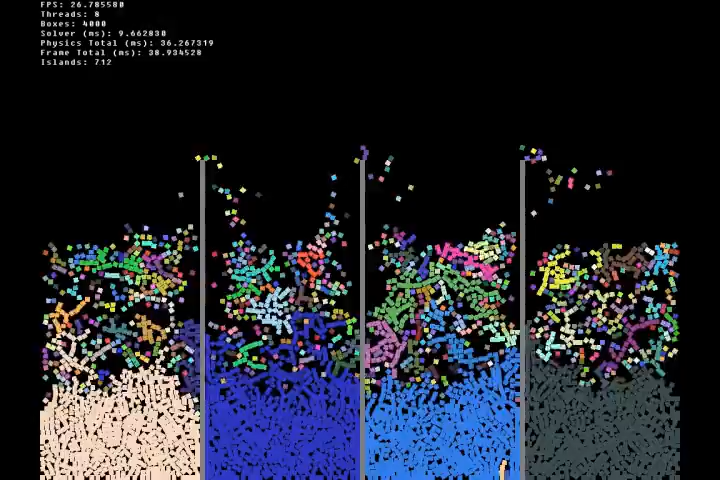 FPS: 26.785580
Threads: 8
Boxes: 4000
Solver (ms): 9.662830
Physics Total (ms): 36.267319
Frame Total (ms): 38.934528
Islands: 712